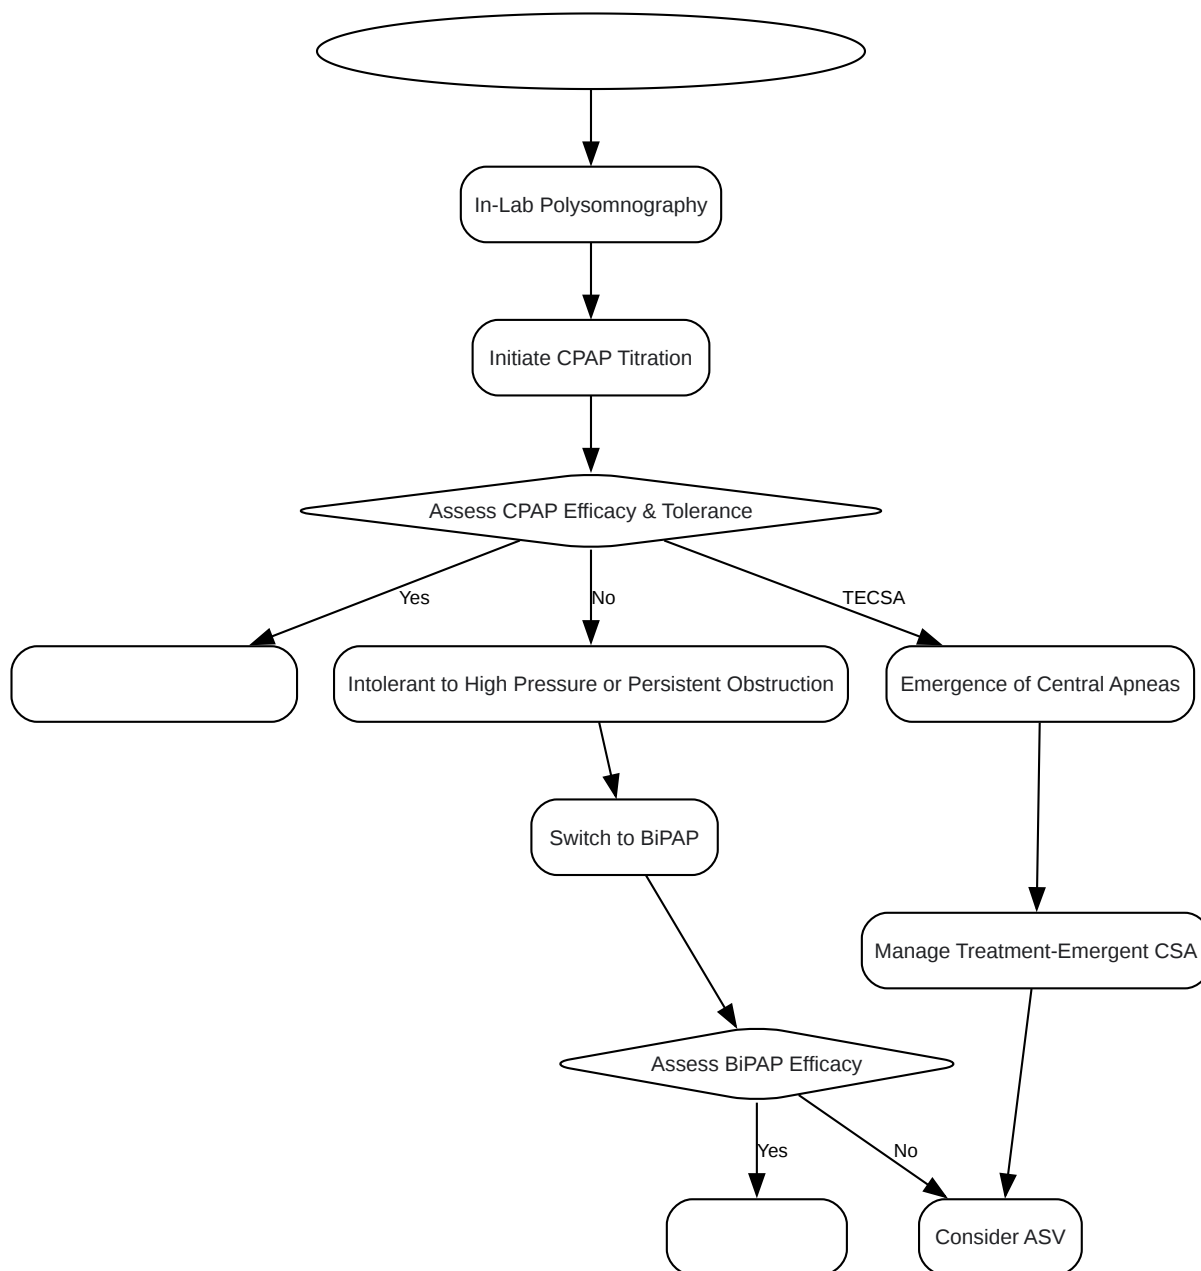 In-Lab Polysomnography
Initiate CPAP Titration
Assess CPAP Efficacy & Tolerance
Yes
No
TECSA
Intolerant to High Pressure or Persistent Obstruction
Emergence of Central Apneas
Switch to BiPAP
Manage Treatment-Emergent CSA
Assess BiPAP Efficacy
Yes
No
Consider ASV